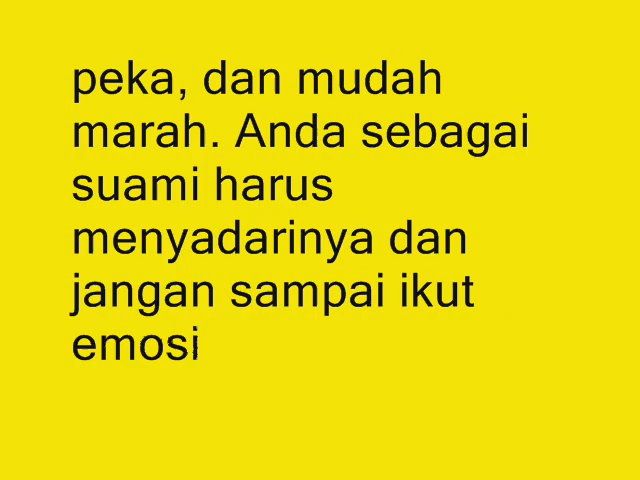 peka, dan mudah
marah. Anda sebagai
suami harus
menyadarinya dan
jangan sampai ikut
emosi